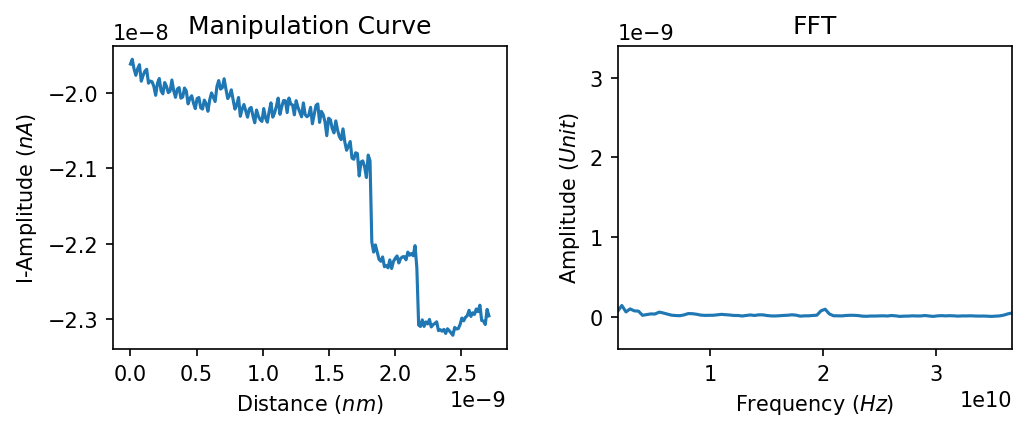 Manipulation Curve
1e−8
−2.0
−2.1
−2.2
−2.3
I-Amplitude (nA)
0.0 0.5 1.0 1.5 2.0 2.5
1e−9
Distance (nm)
FFT
1e−9
3
2
1
0
Amplitude (Unit)
1 2 3
1e10
Frequency (Hz)